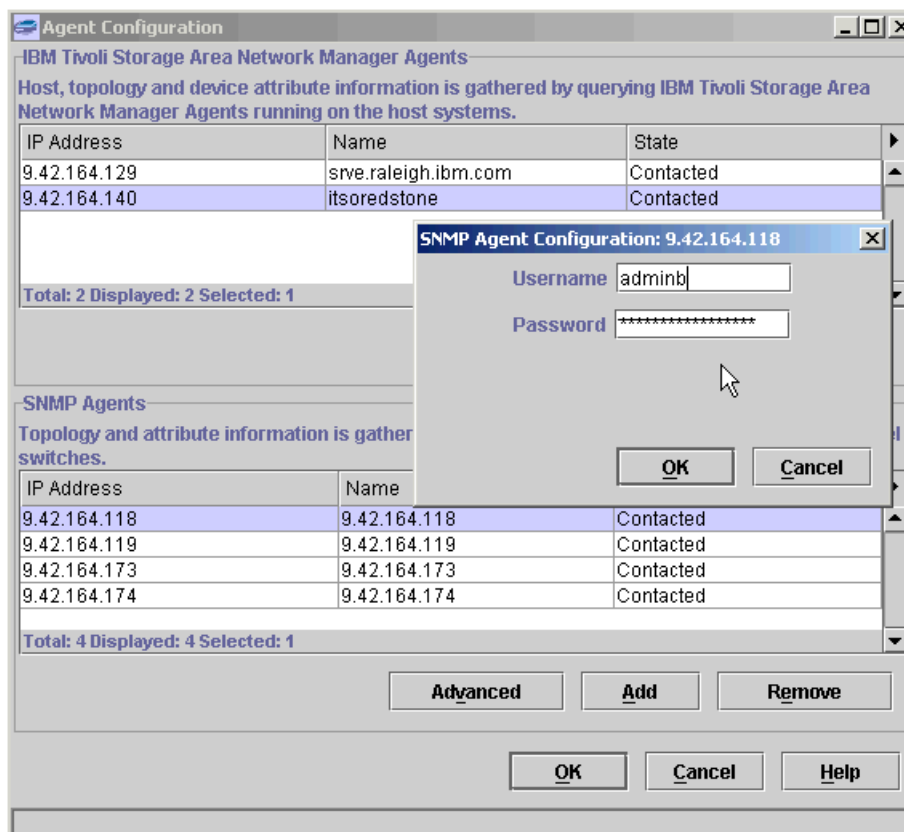 Agent Configuration
IBM Tivoli Storage Area Network Manager Agents
Host, topology and device attribute information is gathered by querying IBM Tivoli Storage Area
Network Manager Agents running on the host systems.
IP Address Name State
9.42.164.129 srve.raleigh.ibm.com Contacted
9.42.164.140 itsoredstone Contacted
Total: 2 Displayed: 2 Selected: 1
SNMP Agent Configuration: 9.42.164.118
Username adminb
Password *****************
OK Cancel
SNMP Agents
Topology and attribute information is gather
switches.
IP Address Name
9.42.164.118 9.42.164.118 Contacted
9.42.164.119 9.42.164.119 Contacted
9.42.164.173 9.42.164.173 Contacted
9.42.164.174 9.42.164.174 Contacted
Total: 4 Displayed: 4 Selected: 1
Advanced Add Remove
OK Cancel Help